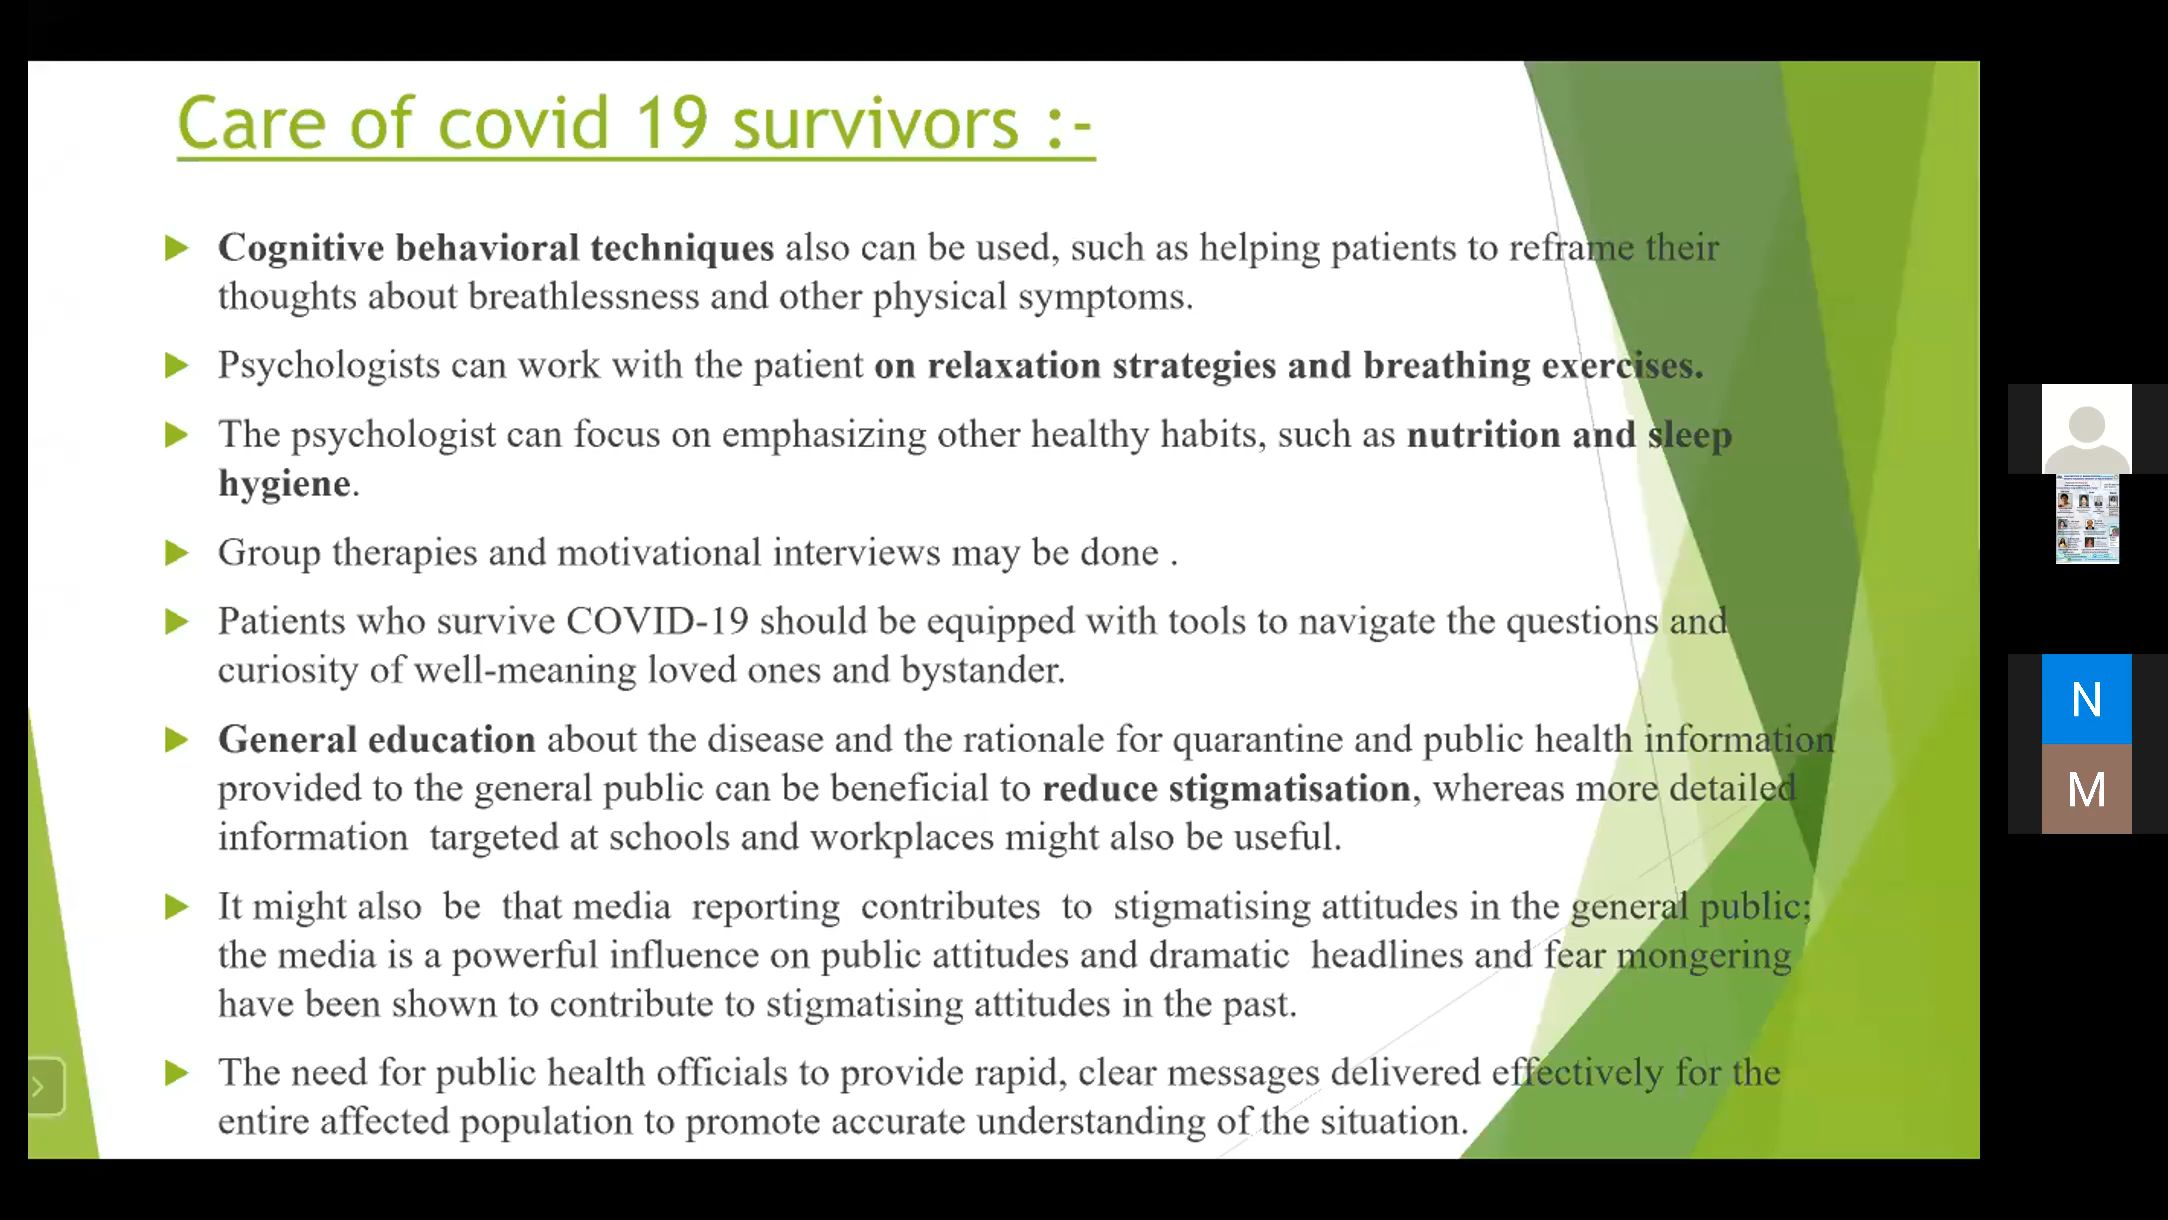 Care of covid 19 survivors :-
Cognitive behavioral techniques also can be used, such as helping patients to reframe their
thoughts about breathlessness and other physical symptoms.
Psychologists can work with the patient on relaxation strategies and breathing exercises.
The psychologist can focus on emphasizing other healthy habits, such as nutrition and sleep
hygiene.
Group therapies and motivational interviews may be done .
Patients who survive COVID-19 should be equipped with tools to navigate the questions and
curiosity of well-meaning loved ones and bystander.
General education about the disease and the rationale for quarantine and public health information
provided to the general public can be beneficial to reduce stigmatisation, whereas more detailed
information  targeted at schools and workplaces might also be useful.
It might also  be  that media  reporting  contributes  to  stigmatising attitudes in the general public;
the media is a powerful influence on public attitudes and dramatic  headlines and fear mongering
have been shown to contribute to stigmatising attitudes in the past.
The need for public health officials to provide rapid, clear messages delivered effectively for the
entire affected population to promote accurate understanding of the situation.
N
M